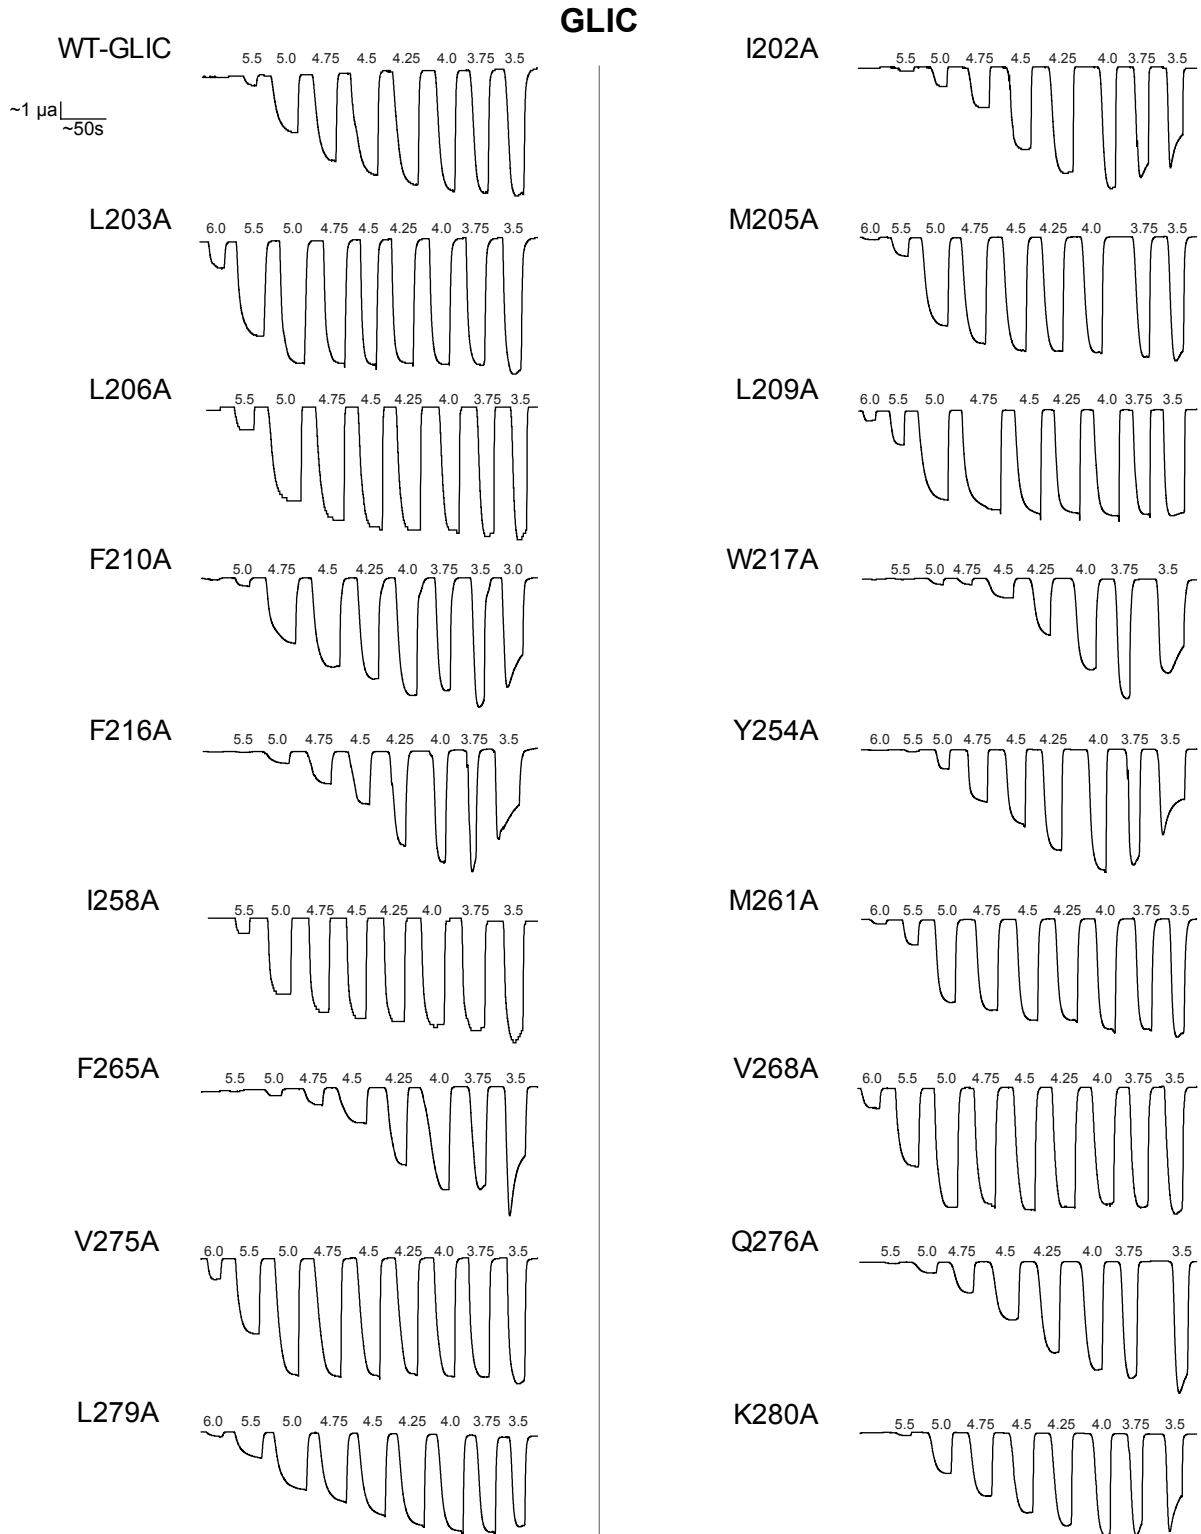 GLIC
WT-GLIC
5.5 5.0 4.75 4.5 4.25 4.0 3.75 3.5
~1 µa
~50s
I202A
5.5 5.0 4.75 4.5 4.25 4.0 3.75 3.5
L203A
6.0 5.5 5.0 4.75 4.5 4.25 4.0 3.75 3.5
M205A
6.0 5.5 5.0 4.75 4.5 4.25 4.0 3.75 3.5
L206A
5.5 5.0 4.75 4.5 4.25 4.0 3.75 3.5
L209A
6.0 5.5 5.0 4.75 4.5 4.25 4.0 3.75 3.5
F210A
5.0 4.75 4.5 4.25 4.0 3.75 3.5 3.0
W217A
5.5 5.0 4.75 4.5 4.25 4.0 3.75 3.5
F216A
5.5 5.0 4.75 4.5 4.25 4.0 3.75 3.5
Y254A
6.0 5.5 5.0 4.75 4.5 4.25 4.0 3.75 3.5
I258A
5.5 5.0 4.75 4.5 4.25 4.0 3.75 3.5
M261A
6.0 5.5 5.0 4.75 4.5 4.25 4.0 3.75 3.5
F265A
5.5 5.0 4.75 4.5 4.25 4.0 3.75 3.5
V268A
6.0 5.5 5.0 4.75 4.5 4.25 4.0 3.75 3.5
V275A
6.0 5.5 5.0 4.75 4.5 4.25 4.0 3.75 3.5
Q276A
5.5 5.0 4.75 4.5 4.25 4.0 3.75 3.5
L279A
6.0 5.5 5.0 4.75 4.5 4.25 4.0 3.75 3.5
K280A
5.5 5.0 4.75 4.5 4.25 4.0 3.75 3.5